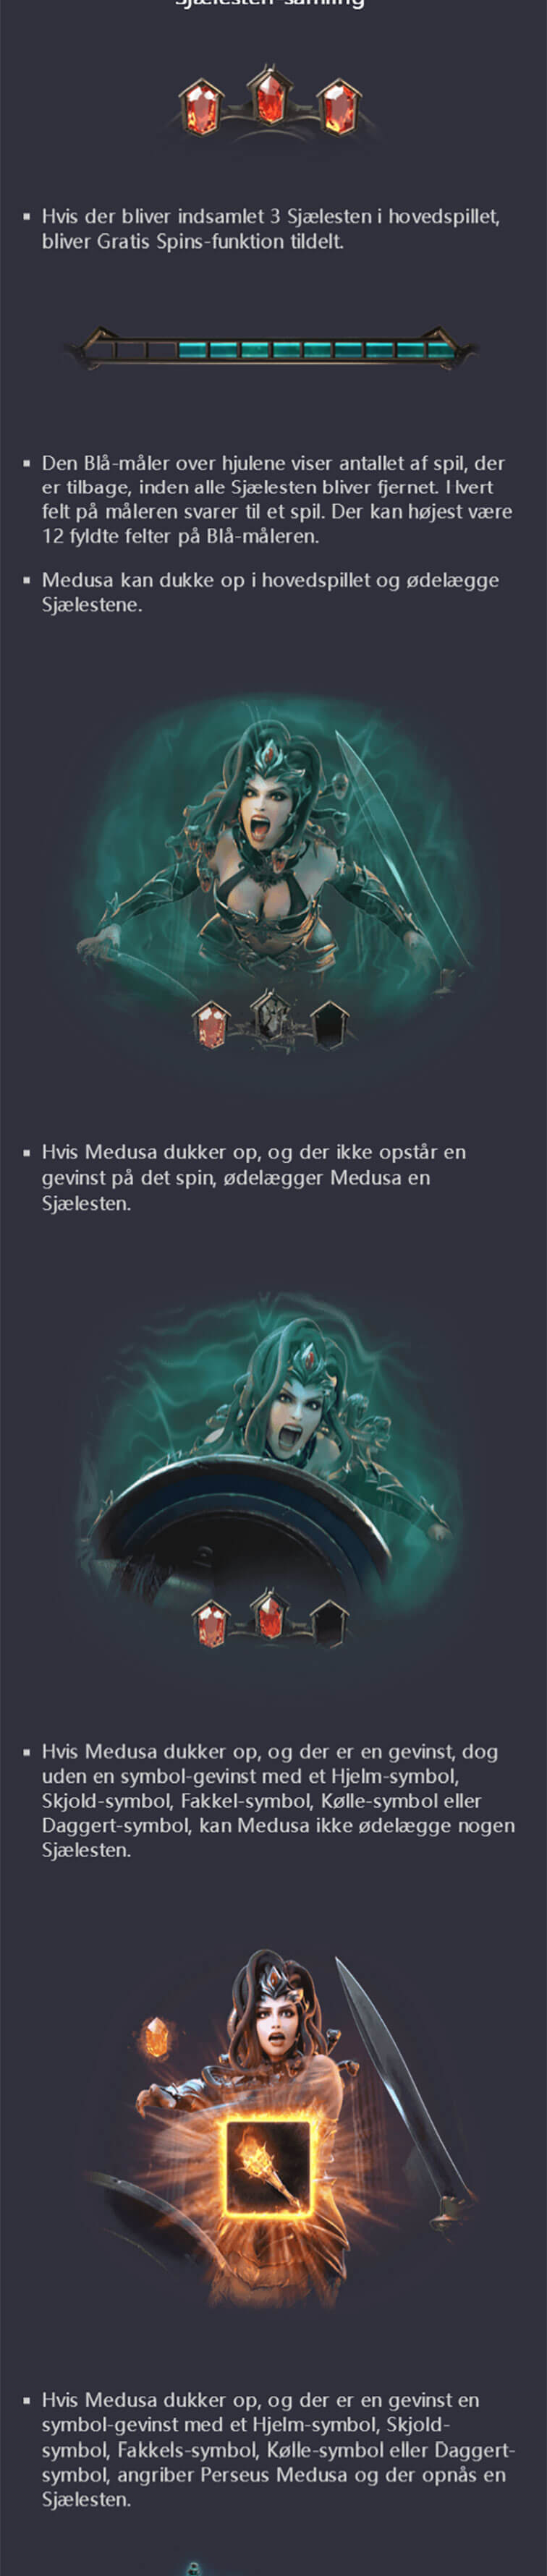 Sjælesten-samling
▪ Hvis der bliver indsamlet 3 Sjælesten i hovedspillet,
bliver Gratis Spins-funktion tildelt.
▪ Den Blå-måler over hjulene viser antallet af spil, der
er tilbage, inden alle Sjælesten bliver fjernet. Hvert
felt på måleren svarer til et spil. Der kan højest være
12 fyldte felter på Blå-måleren.
▪ Medusa kan dukke op i hovedspillet og ødelægge
Sjælestene.
▪ Hvis Medusa dukker op, og der ikke opstår en
gevinst på det spin, ødelægger Medusa en
Sjælesten.
▪ Hvis Medusa dukker op, og der er en gevinst, dog
uden en symbol-gevinst med et Hjelm-symbol,
Skjold-symbol, Fakkel-symbol, Kølle-symbol eller
Daggert-symbol, kan Medusa ikke ødelægge nogen
Sjælesten.
▪ Hvis Medusa dukker op, og der er en gevinst en
symbol-gevinst med et Hjelm-symbol, Skjold-
symbol, Fakkels-symbol, Kølle-symbol eller Daggert-
symbol, angriber Perseus Medusa og der opnås en
Sjælesten.